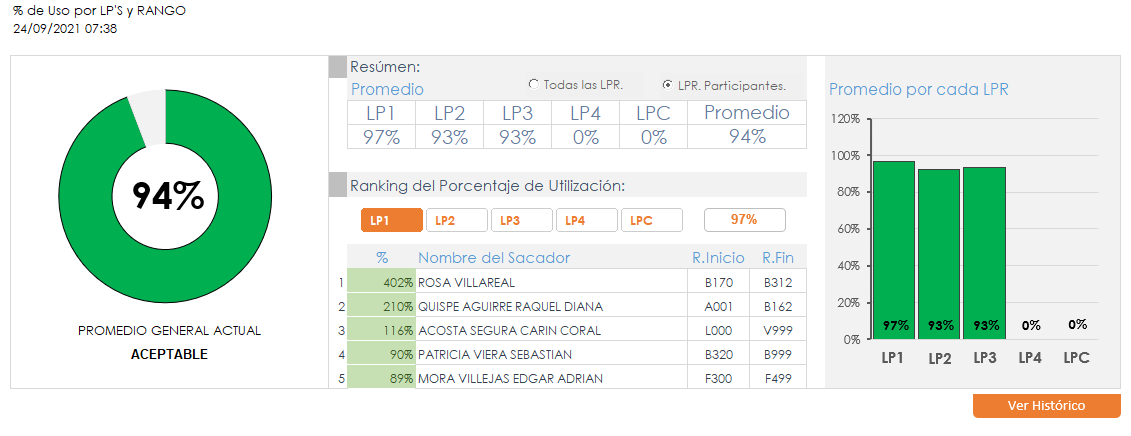 % de Uso por LP'S y RANGO
24/09/2021 07:38
94%
PROMEDIO GENERAL ACTUAL
ACEPTABLE
Resúmen:
Promedio
Todas las LPR.
LPR. Participantes.
LP1 LP2 LP3 LP4 LPC Promedio
97% 93% 93% 0% 0% 94%
Ranking del Porcentaje de Utilización:
LP1 LP2 LP3 LP4 LPC 97%
% Nombre del Sacador R.Inicio R.Fin
1 402% ROSA VILLAREAL B170 B312
2 210% QUISPE AGUIRRE RAQUEL DIANA A001 B162
3 116% ACOSTA SEGURA CARIN CORAL L000 V999
4 90% PATRICIA VIERA SEBASTIAN B320 B999
5 89% MORA VILLEJAS EDGAR ADRIAN F300 F499
Promedio por cada LPR
120%
100%
80%
60%
40%
20%
0%
97% 93% 93% 0% 0%
LP1 LP2 LP3 LP4 LPC
Ver Histórico